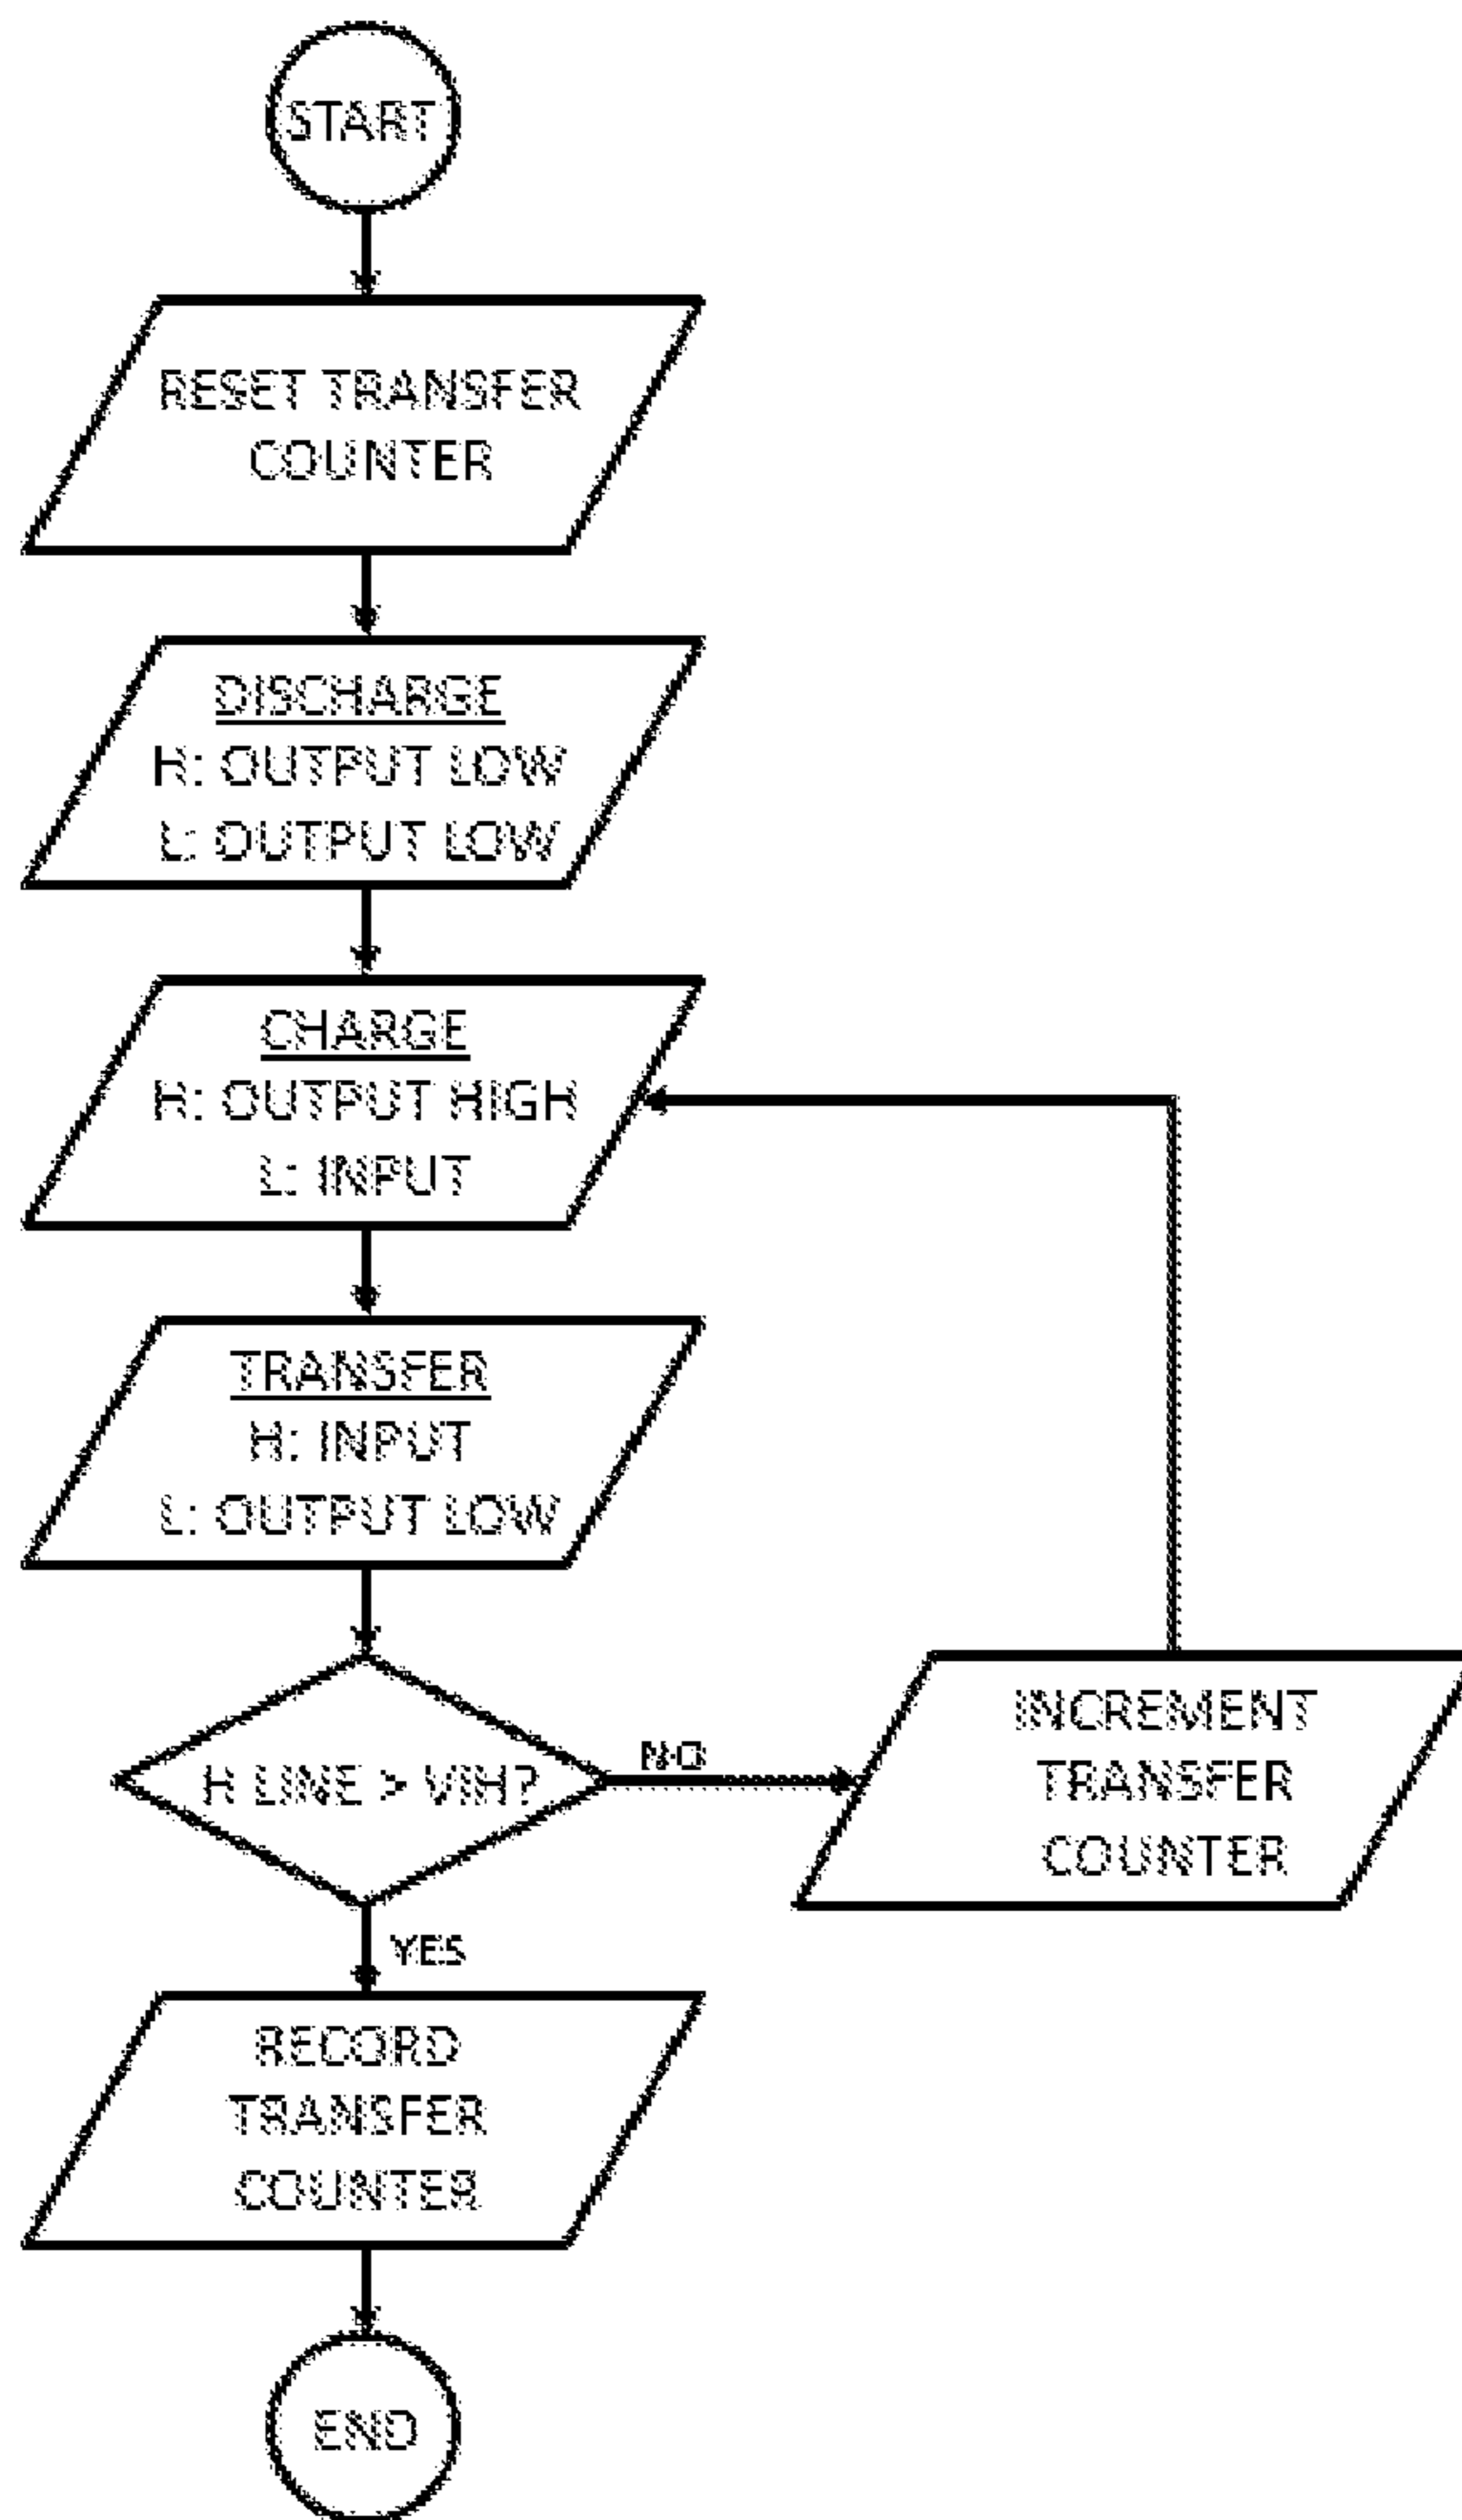 START
RESET TRANSFER
COUNTER
DISCHARGE
H: OUTPUT LOW
L: OUTPUT LOW
CHARGE
H: OUTPUT HIGH
L: INPUT
TRANSFER
H: INPUT
L: OUTPUT LOW
H LINE > VINH?
NO
INCREMENT
TRANSFER
COUNTER
YES
RECORD
TRANSFER
COUNTER
END